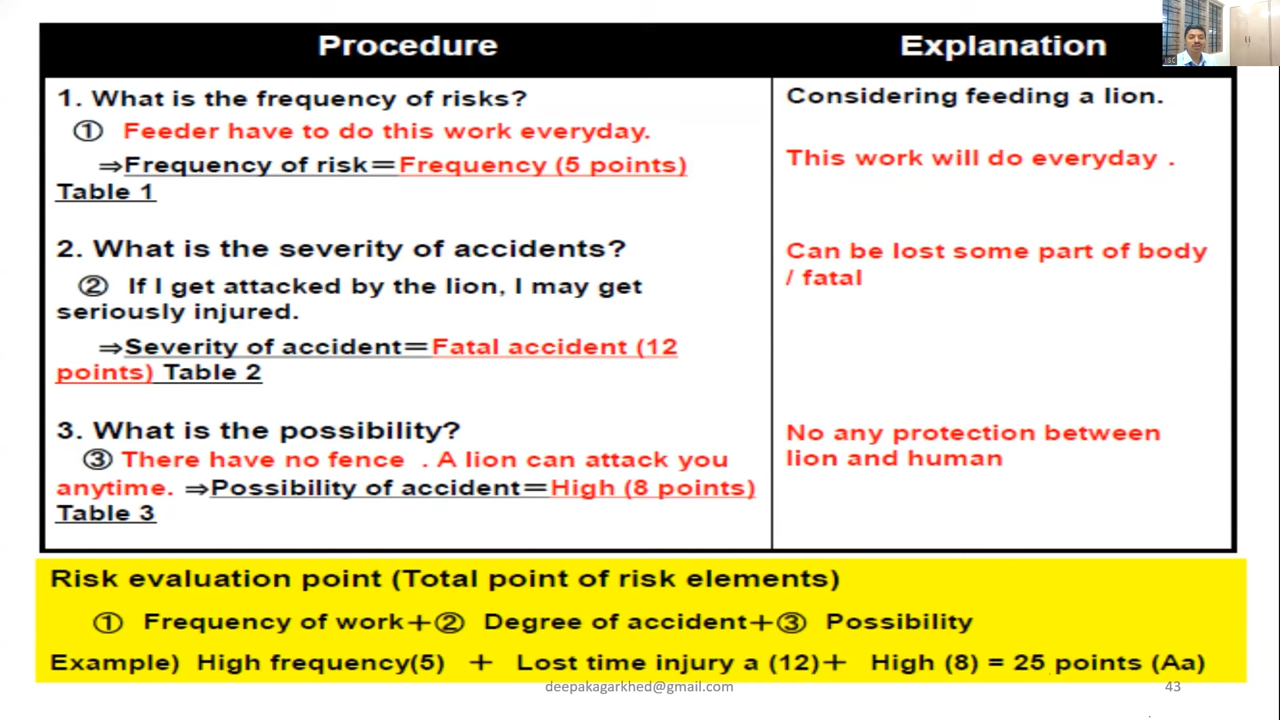 Procedure
Explanation
1. What is the frequency of risks?
① Feeder have to do this work everyday.
⇒Frequency of risk＝Frequency (5 points)
Table 1
2. What is the severity of accidents?
② If I get attacked by the lion, I may get
seriously injured.
⇒Severity of accident＝Fatal accident (12
points) Table 2
3. What is the possibility?
③ There have no fence . A lion can attack you
anytime. ⇒Possibility of accident＝High (8 points)
Table 3
Considering feeding a lion.
This work will do everyday .
Can be lost some part of body
/ fatal
No any protection between
lion and human
Risk evaluation point (Total point of risk elements)
① Frequency of work＋② Degree of accident＋③ Possibility
Example) High frequency(5) ＋ Lost time injury a (12)＋ High (8) = 25 points (Aa)
deepakagarkhed@gmail.com
43